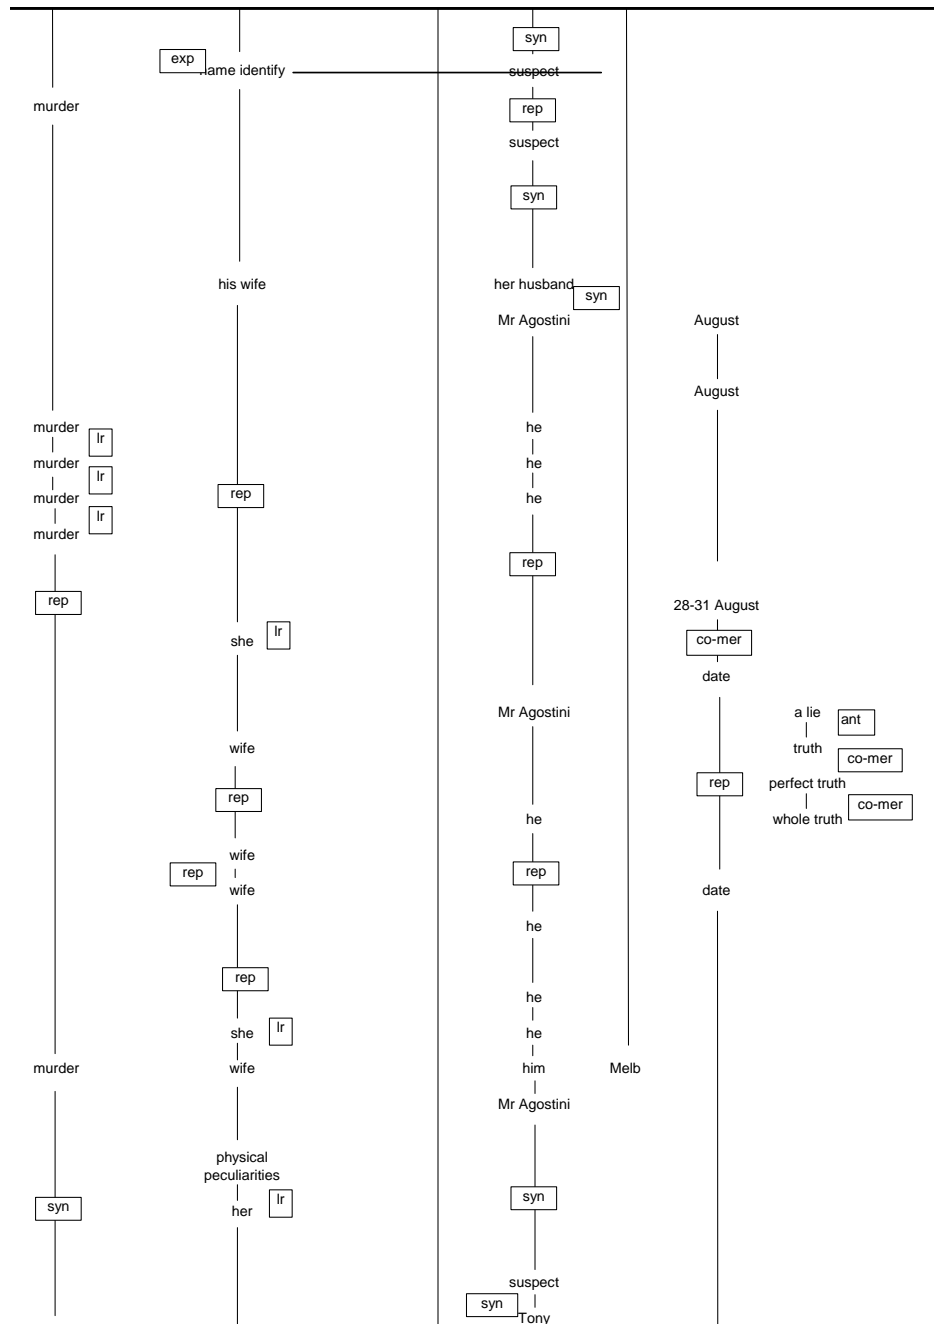 syn
exp
name identify
suspect
murder
rep
suspect
syn
his wife
her husband
syn
Mr Agostini
August
August
murder
he
lr
murder
he
lr
murder
rep
he
lr
murder
rep
rep
28-31 August
she
lr
co-mer
date
Mr Agostini
a lie
ant
wife
truth
co-mer
rep
perfect truth
rep
co-mer
he
whole truth
wife
rep
rep
wife
date
he
rep
he
she
lr
he
murder
wife
him
Melb
Mr Agostini
physical
peculiarities
syn
her
lr
syn
suspect
syn
Tony